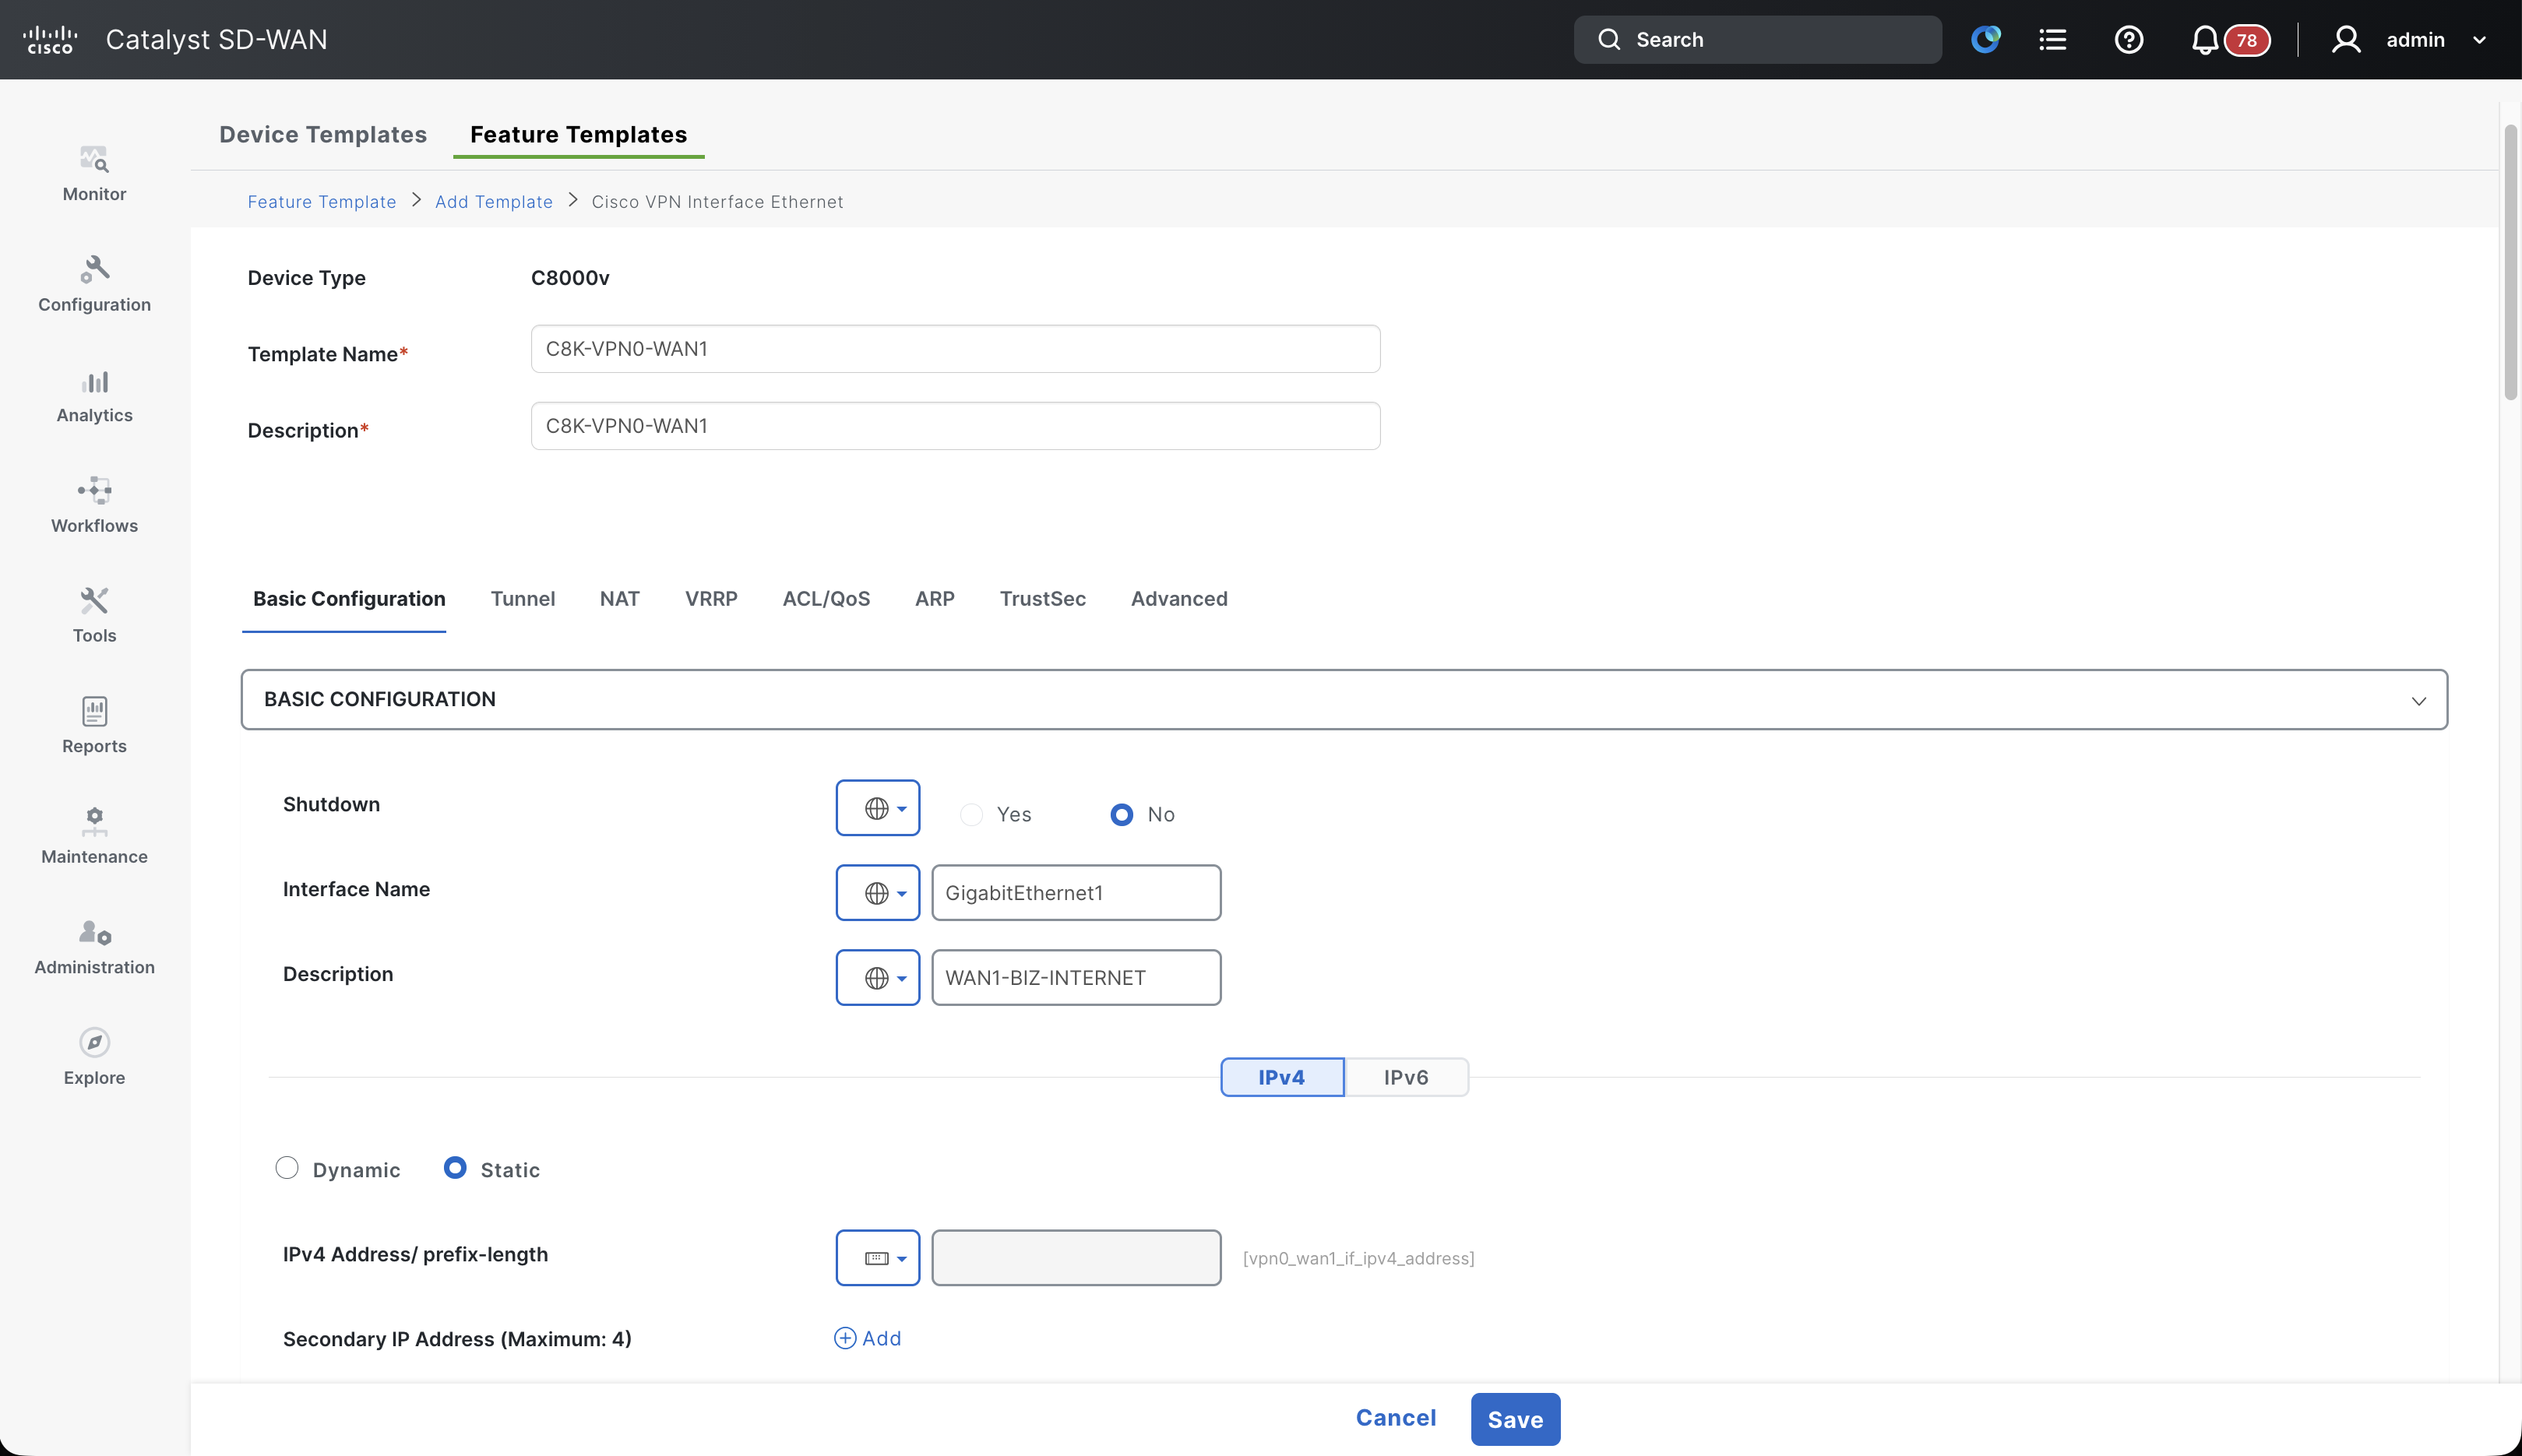 cisco Catalyst SD-WAN Search 78 admin
Device Templates Feature Templates
Feature Template > Add Template > Cisco VPN Interface Ethernet
Monitor
Configuration
Analytics
Workflows
Tools
Reports
Maintenance
Administration
Explore
Device Type C8000v
Template Name* C8K-VPN0-WAN1
Description* C8K-VPN0-WAN1
Basic Configuration Tunnel NAT VRRP ACL/QoS ARP TrustSec Advanced
BASIC CONFIGURATION
Shutdown Yes No
Interface Name GigabitEthernet1
Description WAN1-BIZ-INTERNET
IPv4 IPv6
Dynamic Static
IPv4 Address/ prefix-length [vpn0_wan1_if_ipv4_address]
Secondary IP Address (Maximum: 4) Add
Cancel Save